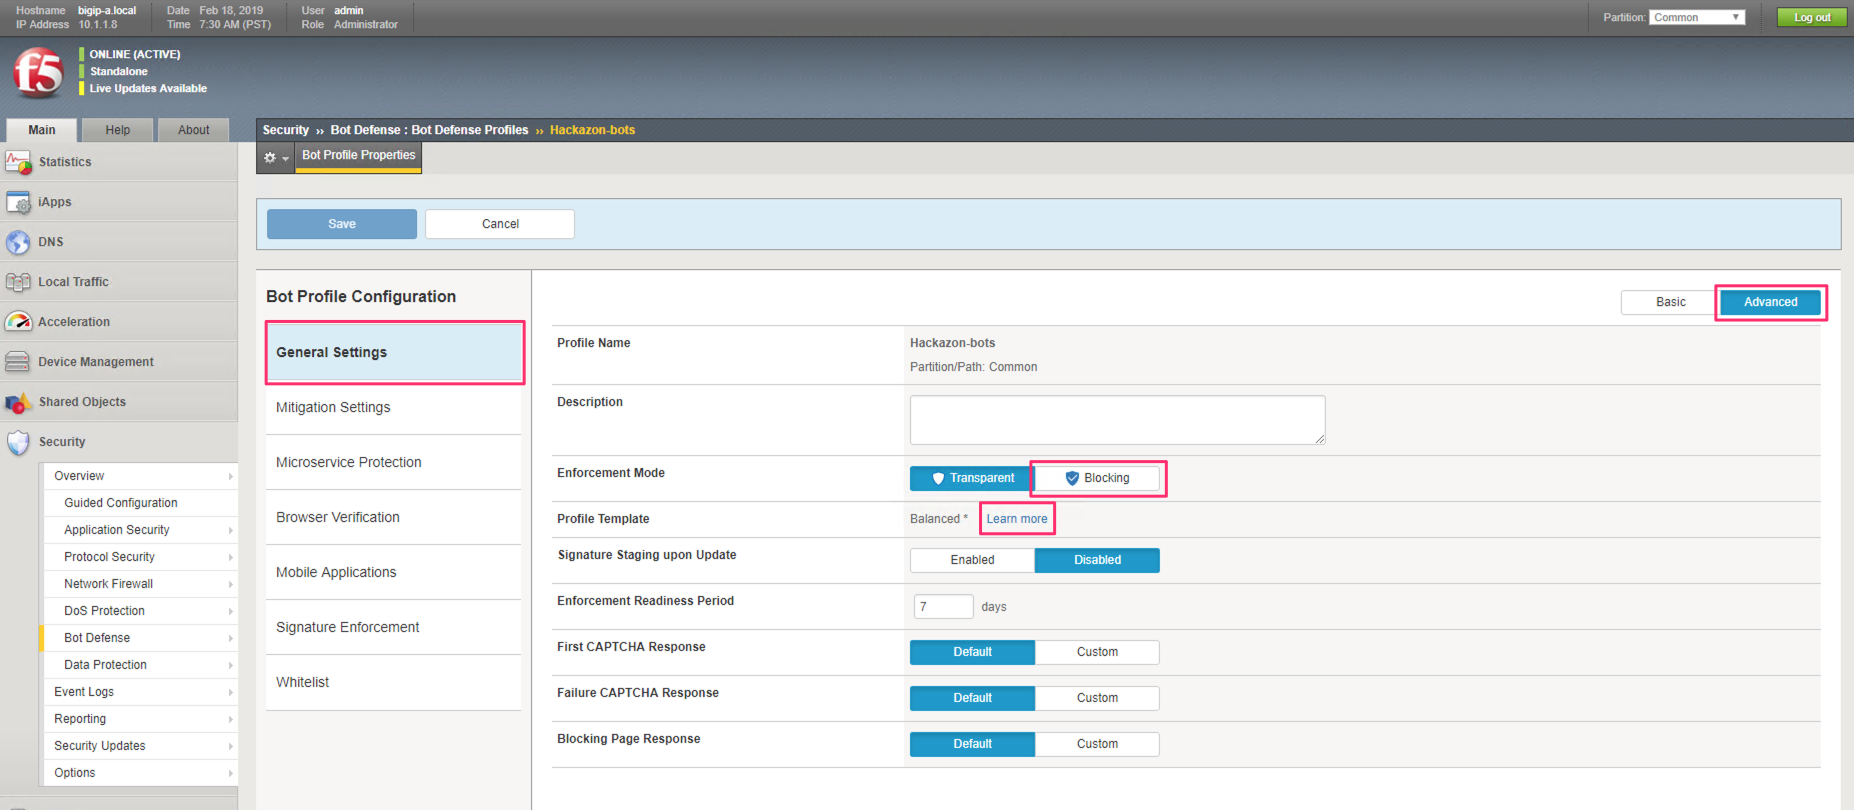 Hostname bigip-a.local Date Feb 18, 2019 User admin
IP Address 10.1.1.8 Time 7:30 AM (PST) Role Administrator
Partition: Common Log out
f5
ONLINE (ACTIVE)
Standalone
Live Updates Available
Main Help About
Security ›› Bot Defense : Bot Defense Profiles ›› Hackazon-bots
Bot Profile Properties
Statistics
iApps
DNS
Local Traffic
Acceleration
Device Management
Shared Objects
Security
Overview
Guided Configuration
Application Security
Protocol Security
Network Firewall
DoS Protection
Bot Defense
Data Protection
Event Logs
Reporting
Security Updates
Options
Save Cancel
Bot Profile Configuration
General Settings
Mitigation Settings
Microservice Protection
Browser Verification
Mobile Applications
Signature Enforcement
Whitelist
Basic Advanced
Profile Name Hackazon-bots
Partition/Path: Common
Description
Enforcement Mode Transparent Blocking
Profile Template Balanced * Learn more
Signature Staging upon Update Enabled Disabled
Enforcement Readiness Period 7 days
First CAPTCHA Response Default Custom
Failure CAPTCHA Response Default Custom
Blocking Page Response Default Custom